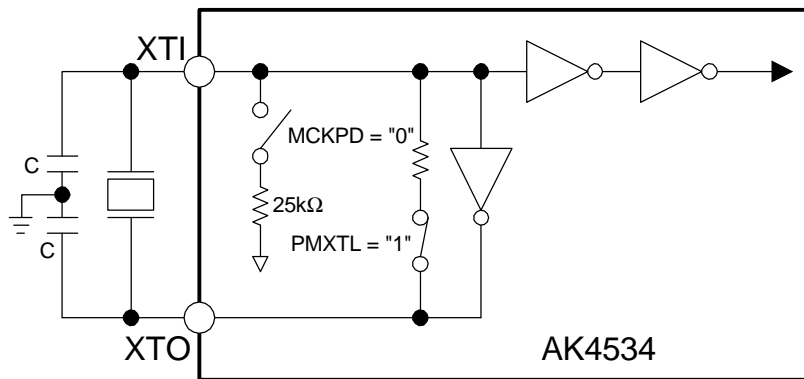 XTI
MCKPD = "0"
C
25kΩ
PMXTL = "1"
C
XTO
AK4534